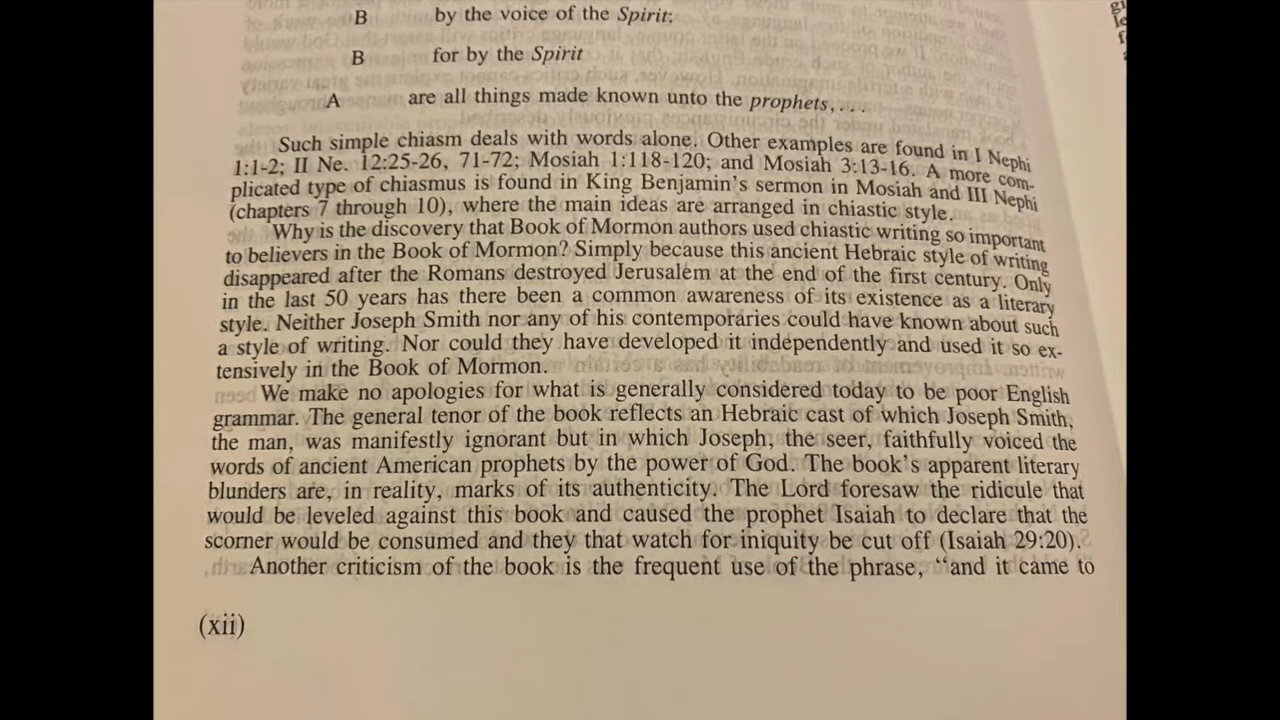 B by the voice of the Spirit;
B for by the Spirit
A are all things made known unto the prophets, . . .
Such simple chiasm deals with words alone. Other examples are found in I Nephi
1:1-2; II Ne. 12:25-26, 71-72; Mosiah 1:118-120; and Mosiah 3:13-16. A more com-
plicated type of chiasmus is found in King Benjamin's sermon in Mosiah and III Nephi
(chapters 7 through 10), where the main ideas are arranged in chiastic style.
Why is the discovery that Book of Mormon authors used chiastic writing so important
to believers in the Book of Mormon? Simply because this ancient Hebraic style of writing
disappeared after the Romans destroyed Jerusalem at the end of the first century. Only
in the last 50 years has there been a common awareness of its existence as a literary
style. Neither Joseph Smith nor any of his contemporaries could have known about such
a style of writing. Nor could they have developed it independently and used it so ex-
tensively in the Book of Mormon.
We make no apologies for what is generally considered today to be poor English
grammar. The general tenor of the book reflects an Hebraic cast of which Joseph Smith,
the man, was manifestly ignorant but in which Joseph, the seer, faithfully voiced the
words of ancient American prophets by the power of God. The book's apparent literary
blunders are, in reality, marks of its authenticity. The Lord foresaw the ridicule that
would be leveled against this book and caused the prophet Isaiah to declare that the
scorner would be consumed and they that watch for iniquity be cut off (Isaiah 29:20).
Another criticism of the book is the frequent use of the phrase, "and it came to
(xii)